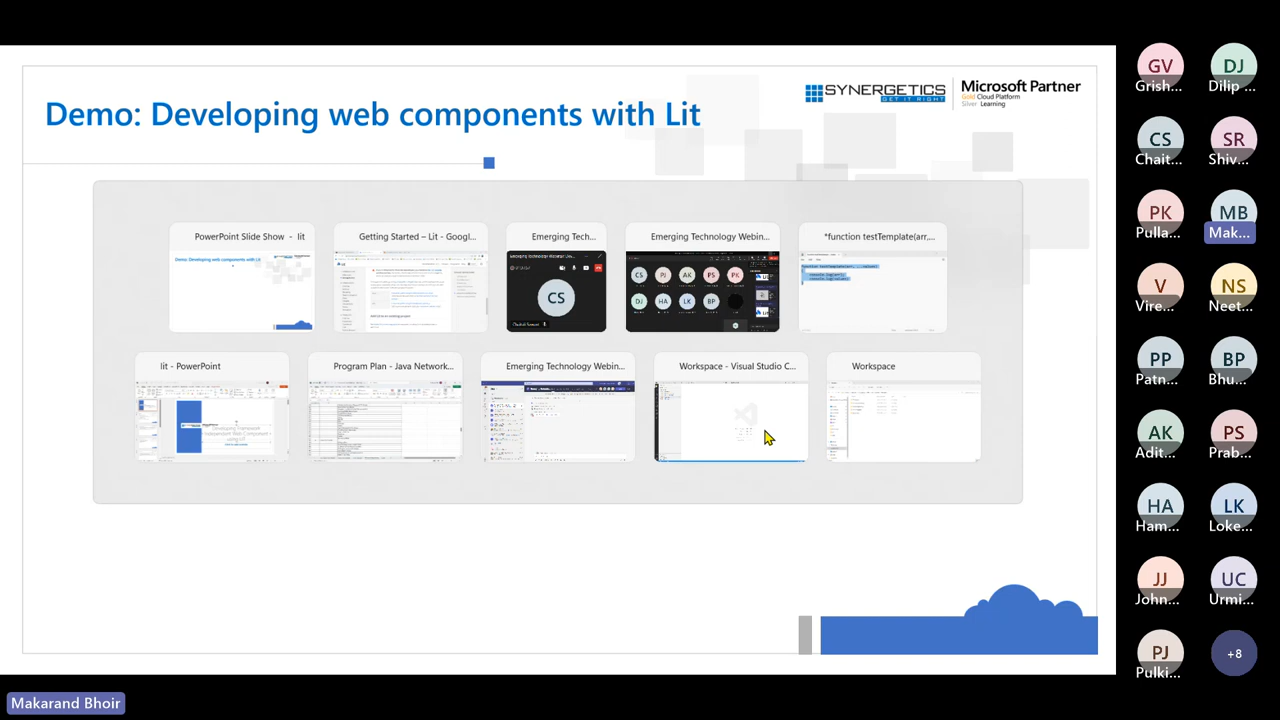 Demo: Developing web components with Lit
SYNERGETICS
GET IT RIGHT
Microsoft Partner
Gold Cloud Platform
Silver Learning
PowerPoint Slide Show - lit
Getting Started – Lit - Googl...
Emerging Tech...
Emerging Technology Webin...
*function testTemplate(arr,...
CS
lit - PowerPoint
Program Plan - Java Network...
Emerging Technology Webin...
Workspace - Visual Studio C...
Workspace
GV
Grish...
DJ
Dilip ...
CS
Chait...
SR
Shiv...
PK
Pulla...
MB
Mak...
V
Vire...
NS
Neet...
PP
Patn...
BP
Bhu...
AK
Adit...
PS
Prab...
HA
Ham...
LK
Loke...
JJ
John...
UC
Urmi...
PJ
Pulki...
+8
Makarand Bhoir